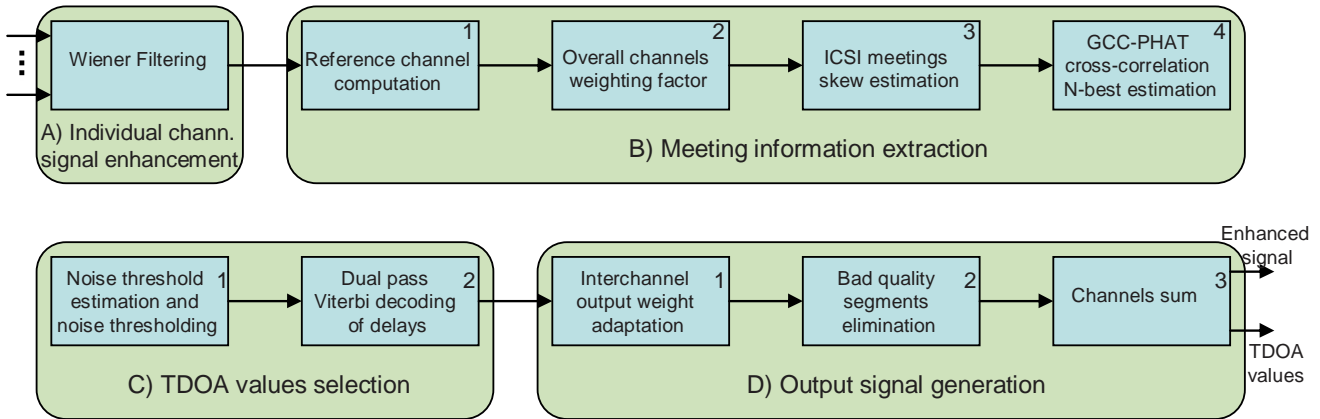 Wiener Filtering
A) Individual chann.
signal enhancement
1
Reference channel
computation
2
Overall channels
weighting factor
3
ICSI meetings
skew estimation
4
GCC-PHAT
cross-correlation
N-best estimation
B) Meeting information extraction
1
Noise threshold
estimation and
noise thresholding
2
Dual pass
Viterbi decoding
of delays
C) TDOA values selection
1
Interchannel
output weight
adaptation
2
Bad quality
segments
elimination
3
Channels sum
D) Output signal generation
Enhanced
signal
TDOA
values